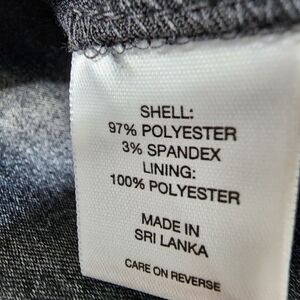 SHELL:
97% POLYESTER
3% SPANDEX
LINING:
100% POLYESTER
MADE IN
SRI LANKA
CARE ON REVERSE